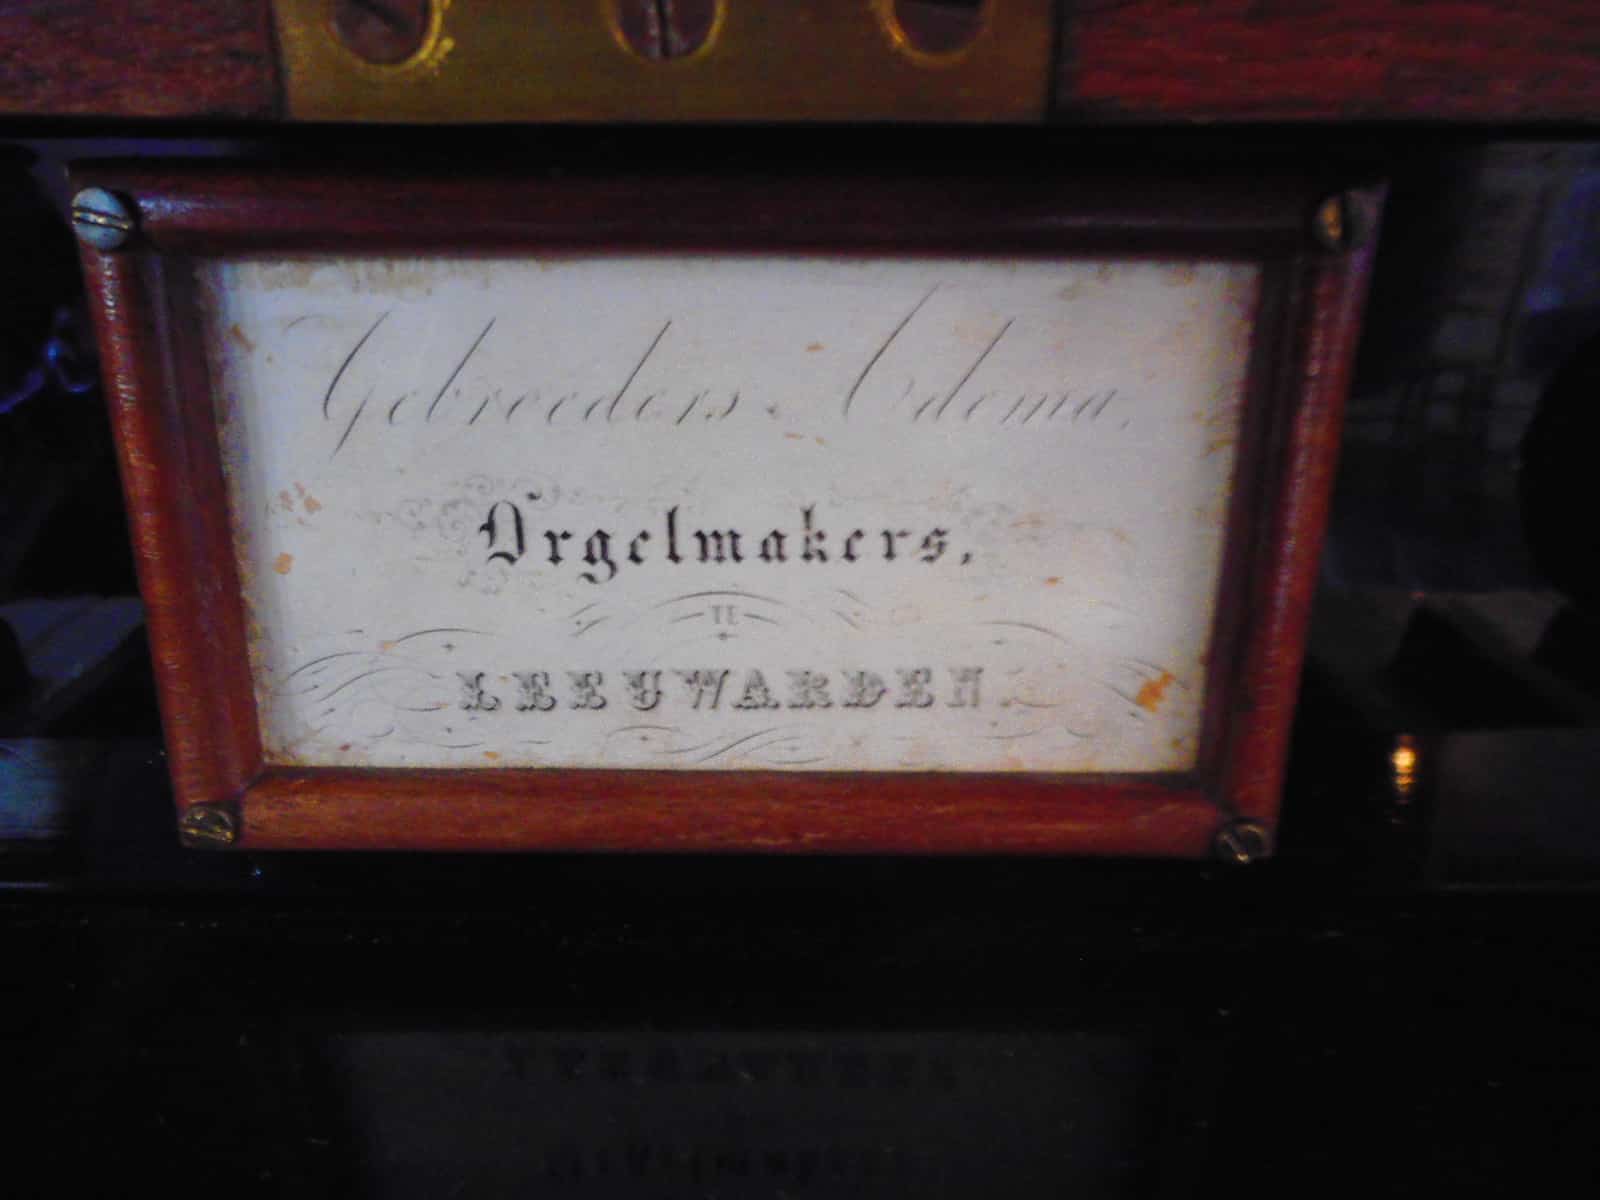 Gebroeders Adema,
Orgelmakers,
TE
LEEUWARDEN.